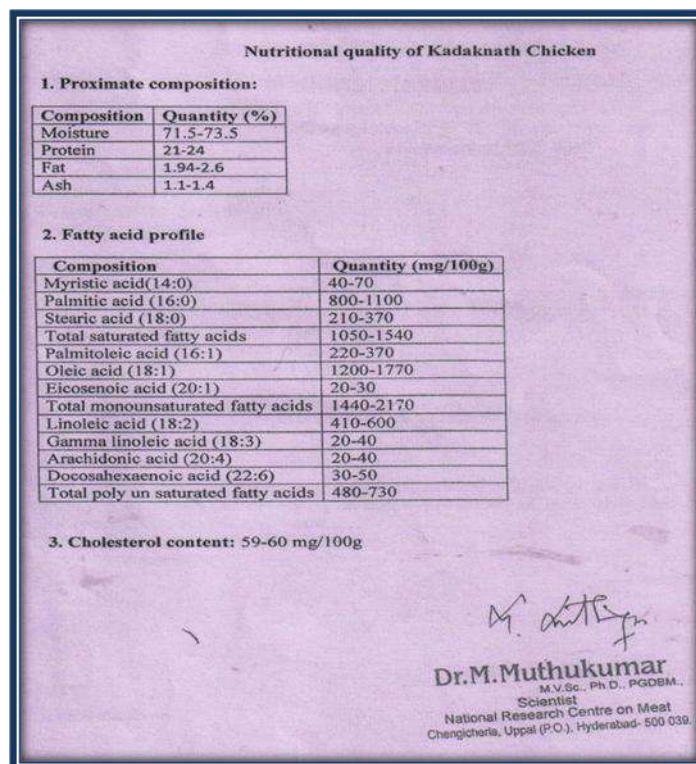 Nutritional quality of Kadaknath Chicken
1. Proximate composition:
Composition Quantity (%)
Moisture 71.5-73.5
Protein 21-24
Fat 1.94-2.6
Ash 1.1-1.4
2. Fatty acid profile
Composition Quantity (mg/100g)
Myristic acid(14:0) 40-70
Palmitic acid (16:0) 800-1100
Stearic acid (18:0) 210-370
Total saturated fatty acids 1050-1540
Palmitoleic acid (16:1) 220-370
Oleic acid (18:1) 1200-1770
Eicosenoic acid (20:1) 20-30
Total monounsaturated fatty acids 1440-2170
Linoleic acid (18:2) 410-600
Gamma linoleic acid (18:3) 20-40
Arachidonic acid (20:4) 20-40
Docosahexaenoic acid (22:6) 30-50
Total poly un saturated fatty acids 480-730
3. Cholesterol content: 59-60 mg/100g
Dr.M.Muthukumar
M.V.Sc., Ph.D., PGDBM.,
Scientist
National Research Centre on Meat
Chengicherla, Uppal (P.O.), Hyderabad- 500 039.